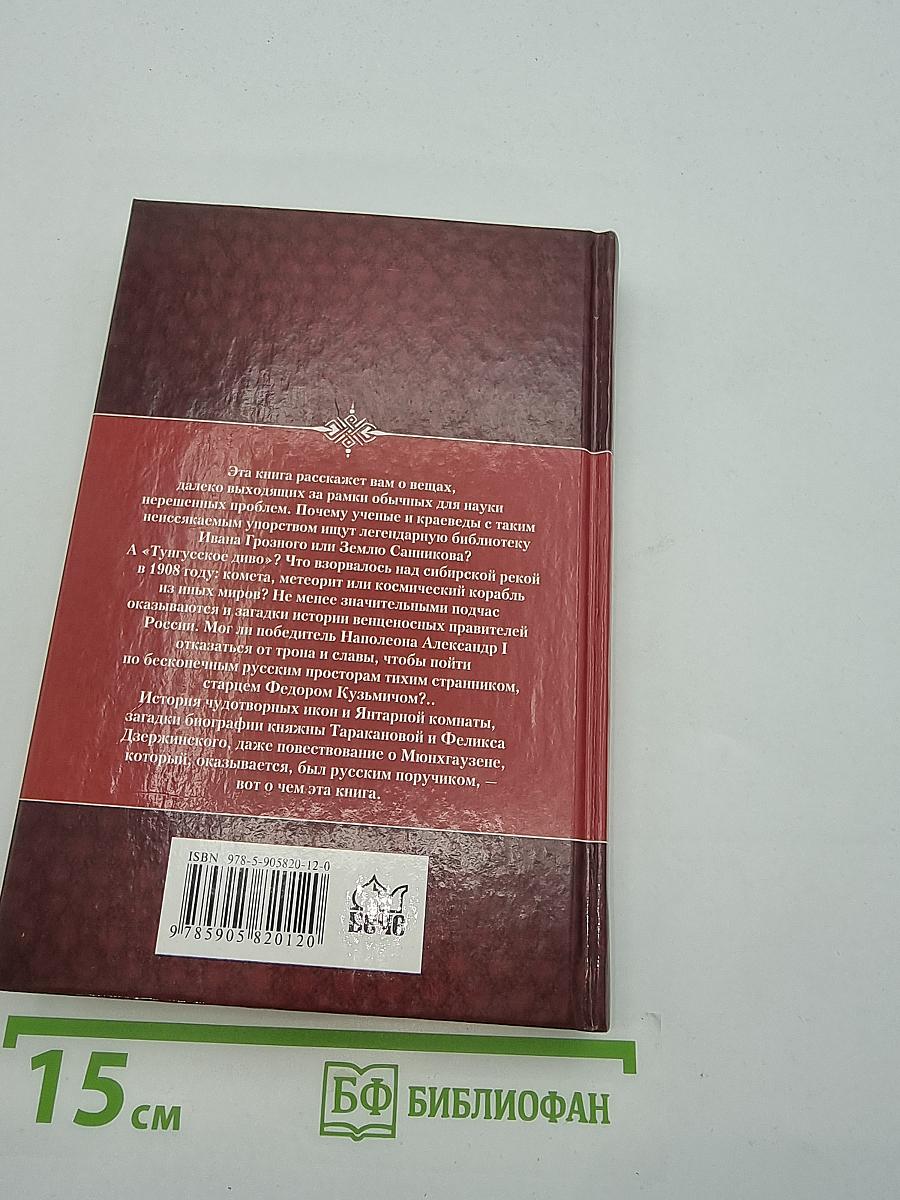 Эта книга расскажет вам о вещах,
далеко выходящих за рамки обычных для науки
нерешенных проблем. Почему ученые и краеведы с таким
неиссякаемым упорством ищут легендарную библиотеку
Ивана Грозного или Землю Санникова?
А «Тунгусское диво»? Что взорвалось над сибирской рекой
в 1908 году: комета, метеорит или космический корабль
из иных миров? Не менее значительными подчас
оказываются и загадки истории венценосных правителей
России. Мог ли победитель Наполеона Александр I
отказаться от трона и славы, чтобы пойти
по бесконечным русским просторам тихим странником,
старцем Федором Кузьмичом?..
История чудотворных икон и Янтарной комнаты,
загадки биографии княжны Таракановой и Феликса
Дзержинского, даже повествование о Мюнхгаузене,
который, оказывается, был русским поручиком, —
вот о чем эта книга.
ISBN 978-5-905820-12-0
9 785905 820120
ВЕЧЕ
15 см
БФ БИБЛИОФАН